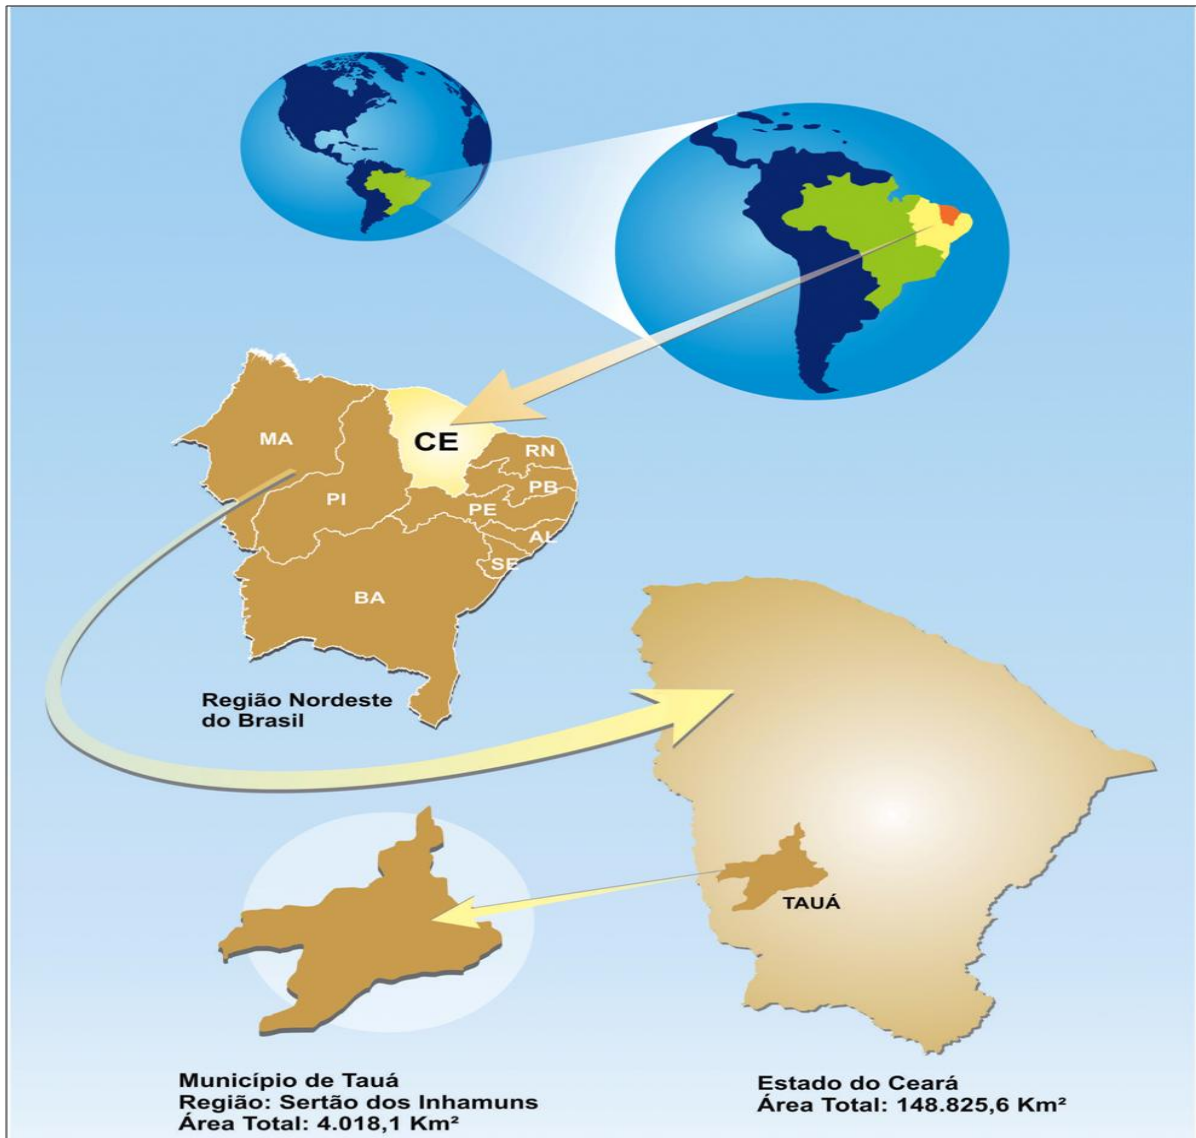 MA
CE
RN
PI
PB
PE
AL
SE
BA
Região Nordeste
do Brasil
TAUÁ
Município de Tauá
Região: Sertão dos Inhamuns
Área Total: 4.018,1 Km²
Estado do Ceará
Área Total: 148.825,6 Km²